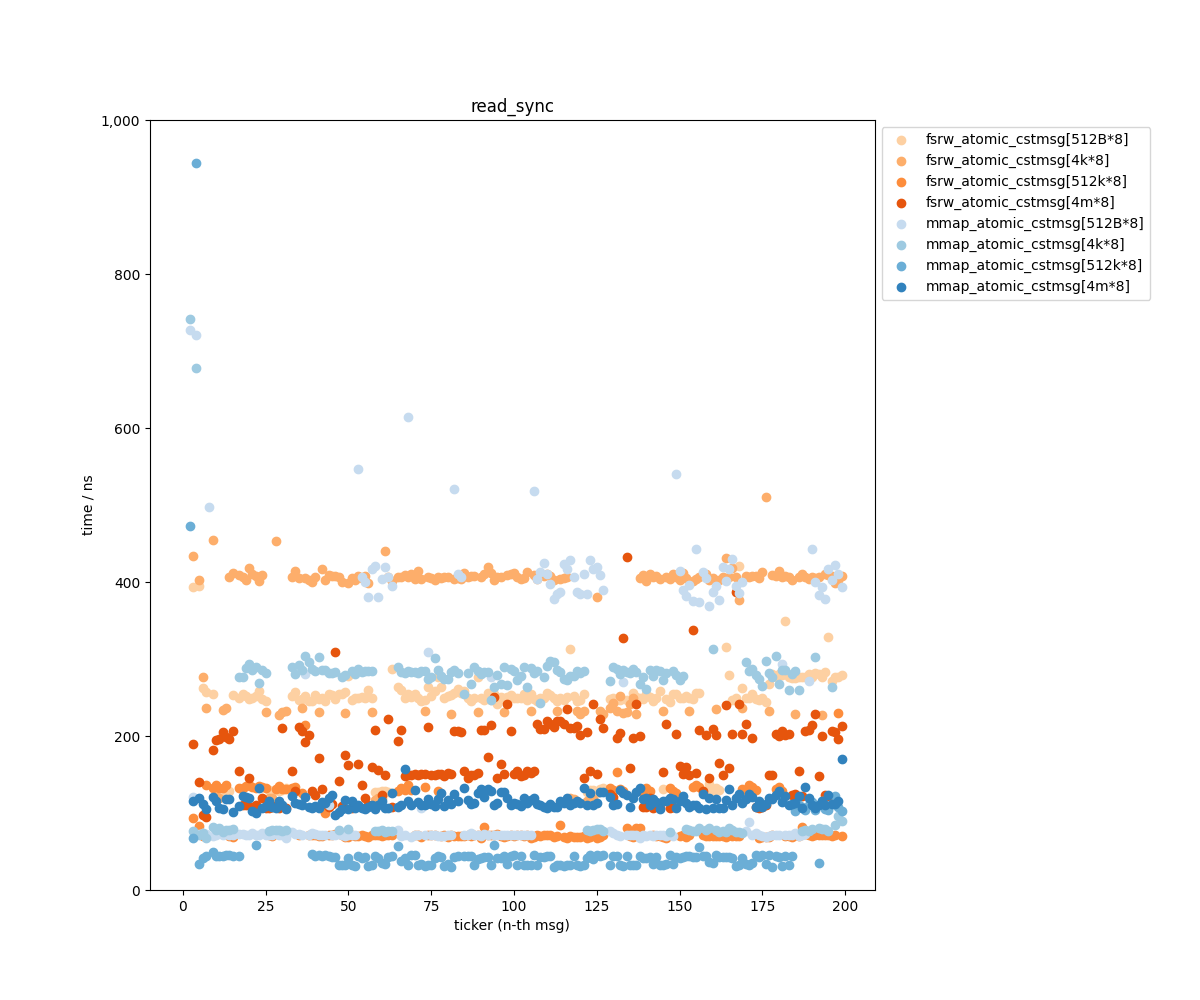 read_sync
1,000
800
600
400
200
0
time / ns
0 25 50 75 100 125 150 175 200
ticker (n-th msg)
fsrw_atomic_cstmsg[512B*8]
fsrw_atomic_cstmsg[4k*8]
fsrw_atomic_cstmsg[512k*8]
fsrw_atomic_cstmsg[4m*8]
mmap_atomic_cstmsg[512B*8]
mmap_atomic_cstmsg[4k*8]
mmap_atomic_cstmsg[512k*8]
mmap_atomic_cstmsg[4m*8]